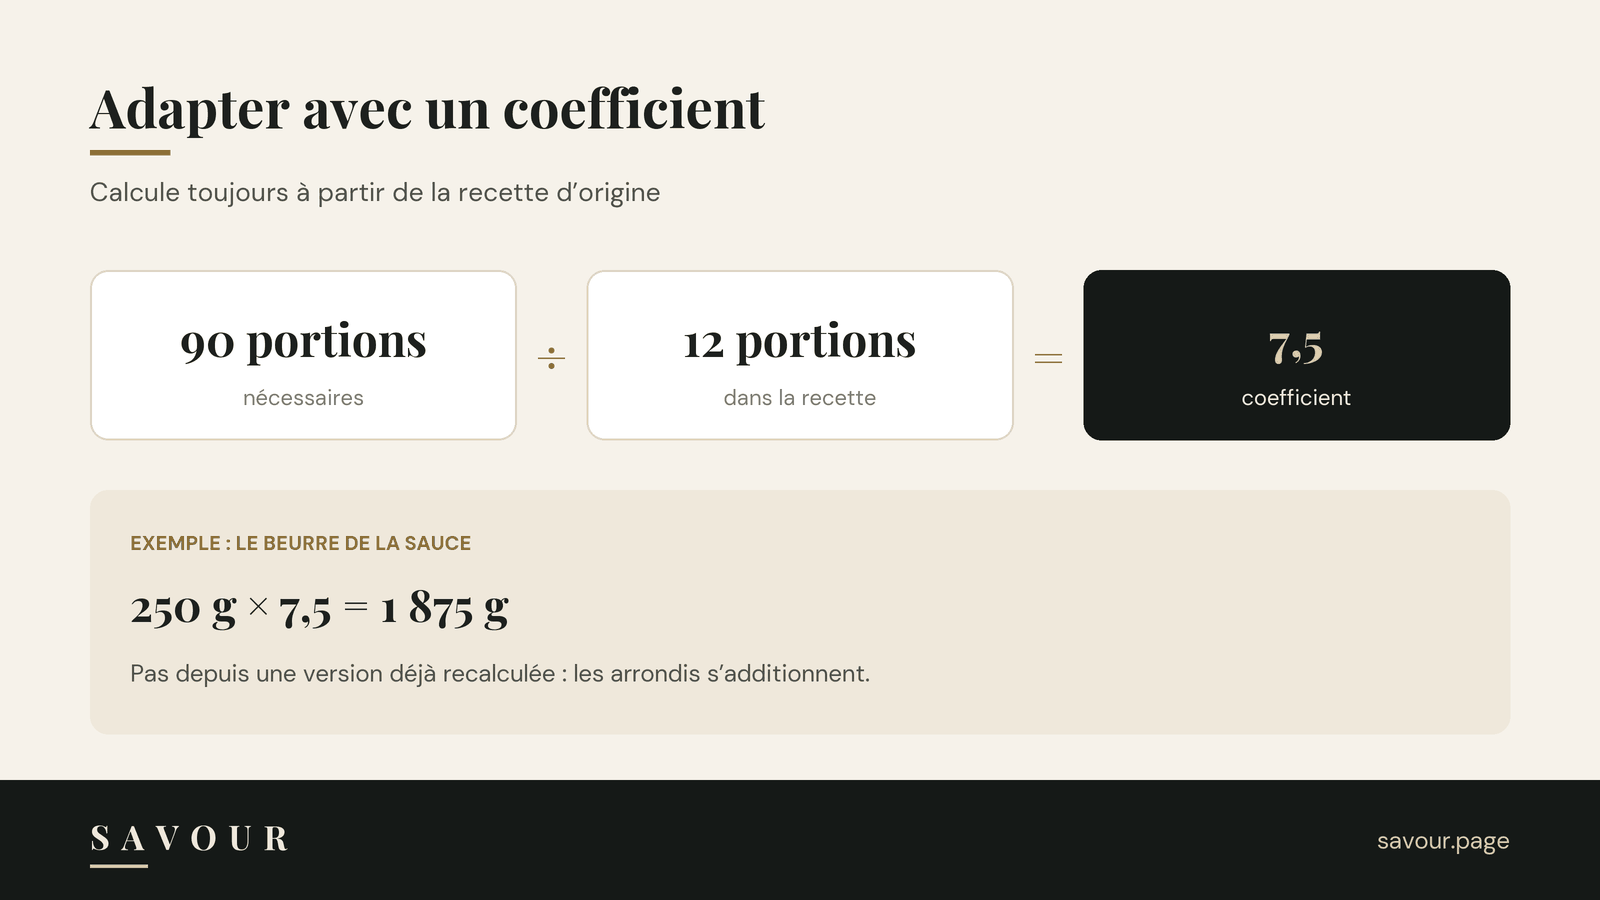 Adapter avec un coefficient
Calcule toujours à partir de la recette d’origine
90 portions
nécessaires
÷
12 portions
dans la recette
=
7,5
coefficient
EXEMPLE : LE BEURRE DE LA SAUCE
250 g × 7,5 = 1 875 g
Pas depuis une version déjà recalculée : les arrondis s’additionnent.
SAVOUR
savour.page